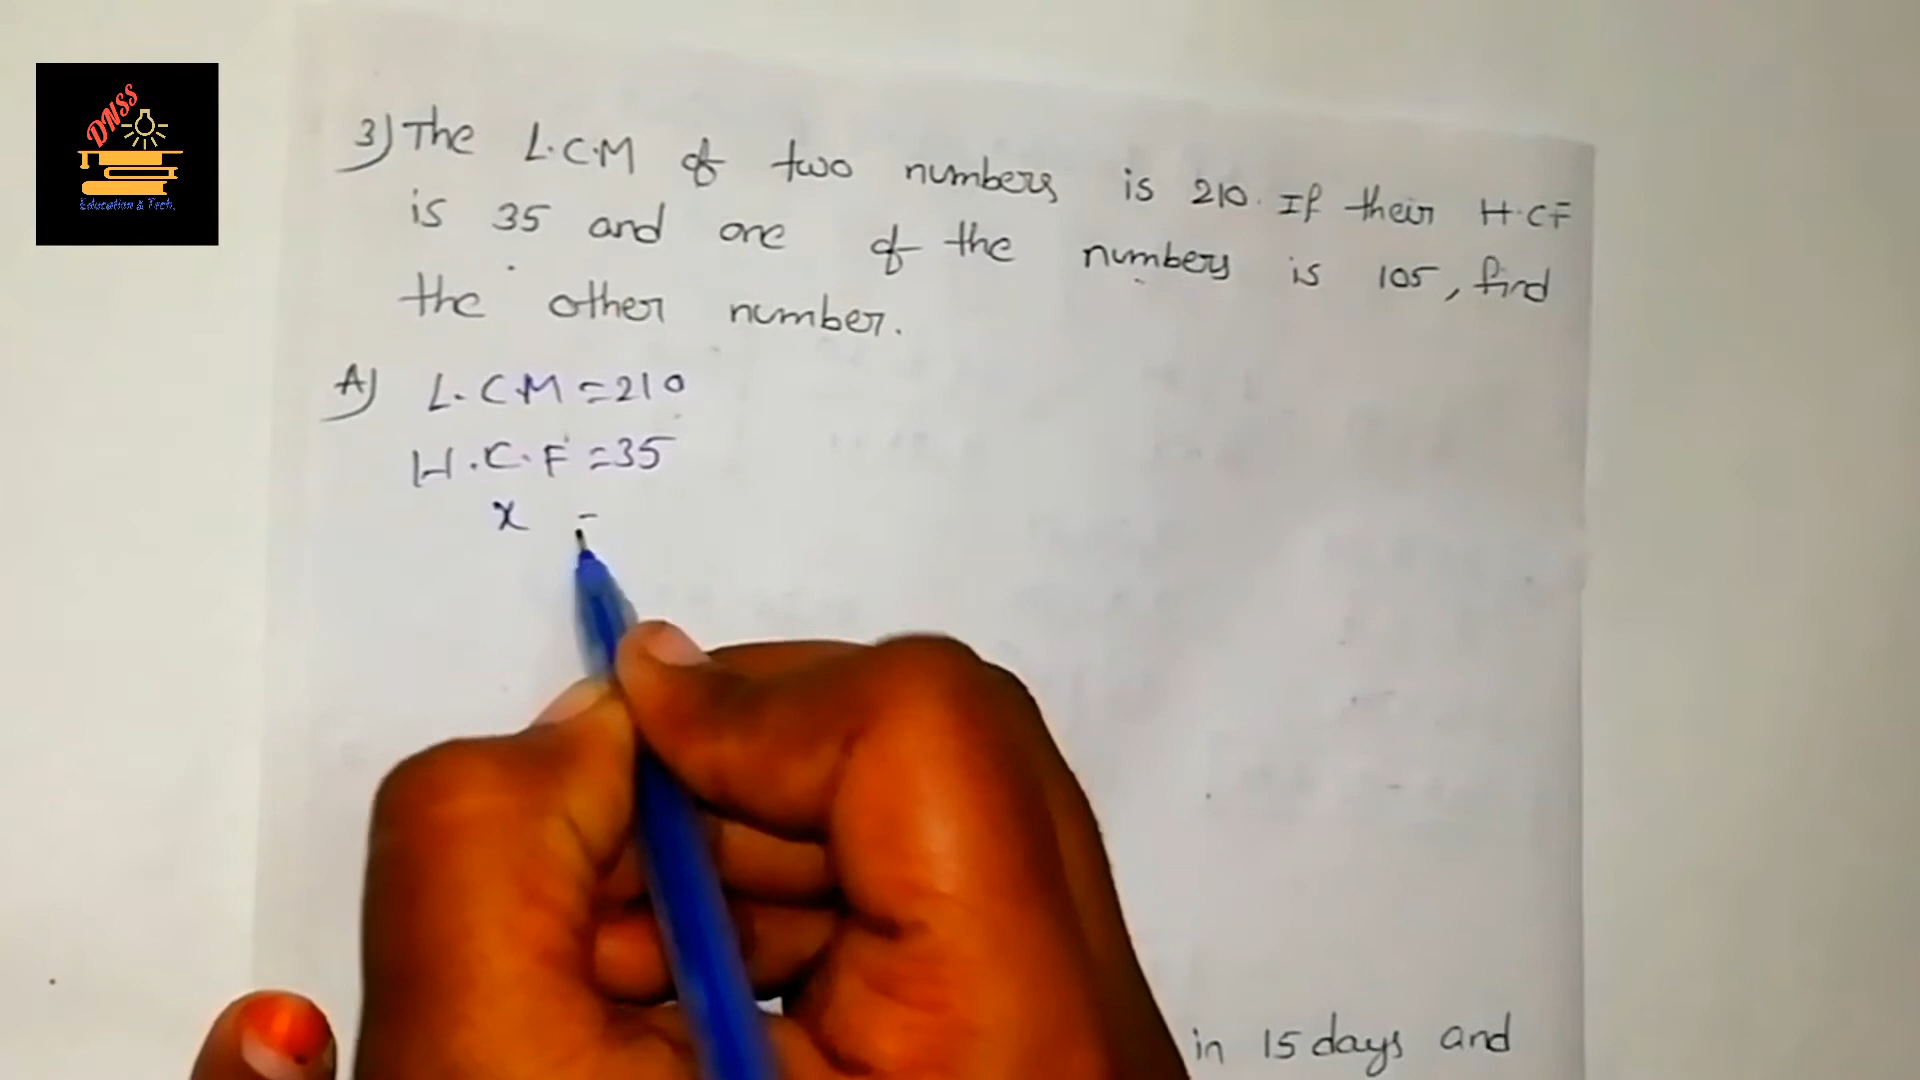 DNSS
Education & Tech.
3) The L.C.M of two numbers is 210. If their H.CF
is 35 and one of the numbers is 105, find
the other number.
A) L.C.M = 210
H.C.F = 35
x =
in 15 days and